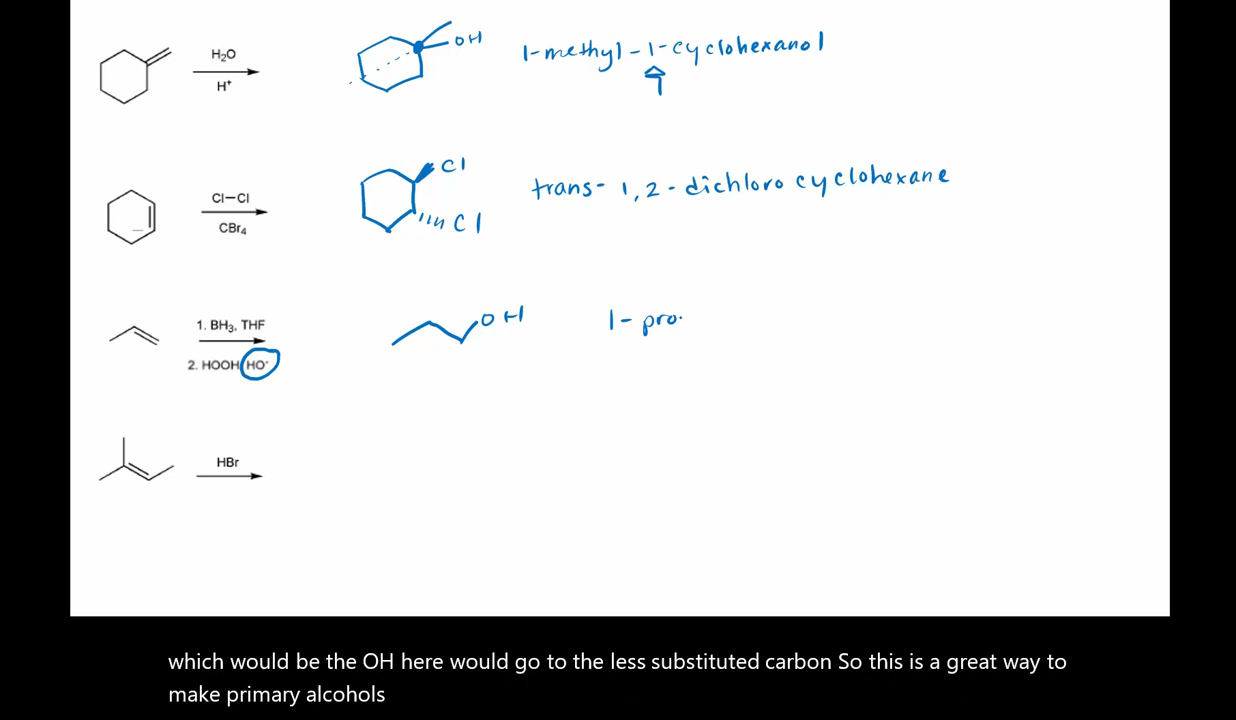 H₂O
H⁺
OH
1-methyl-1-cyclohexanol
Cl
Cl—Cl
CBr₄
Cl
trans- 1,2-dichlorocyclohexane
1. BH₃, THF
2. HOOH, HO⁻
OH
1-pro
HBr
which would be the OH here would go to the less substituted carbon So this is a great way to
make primary alcohols